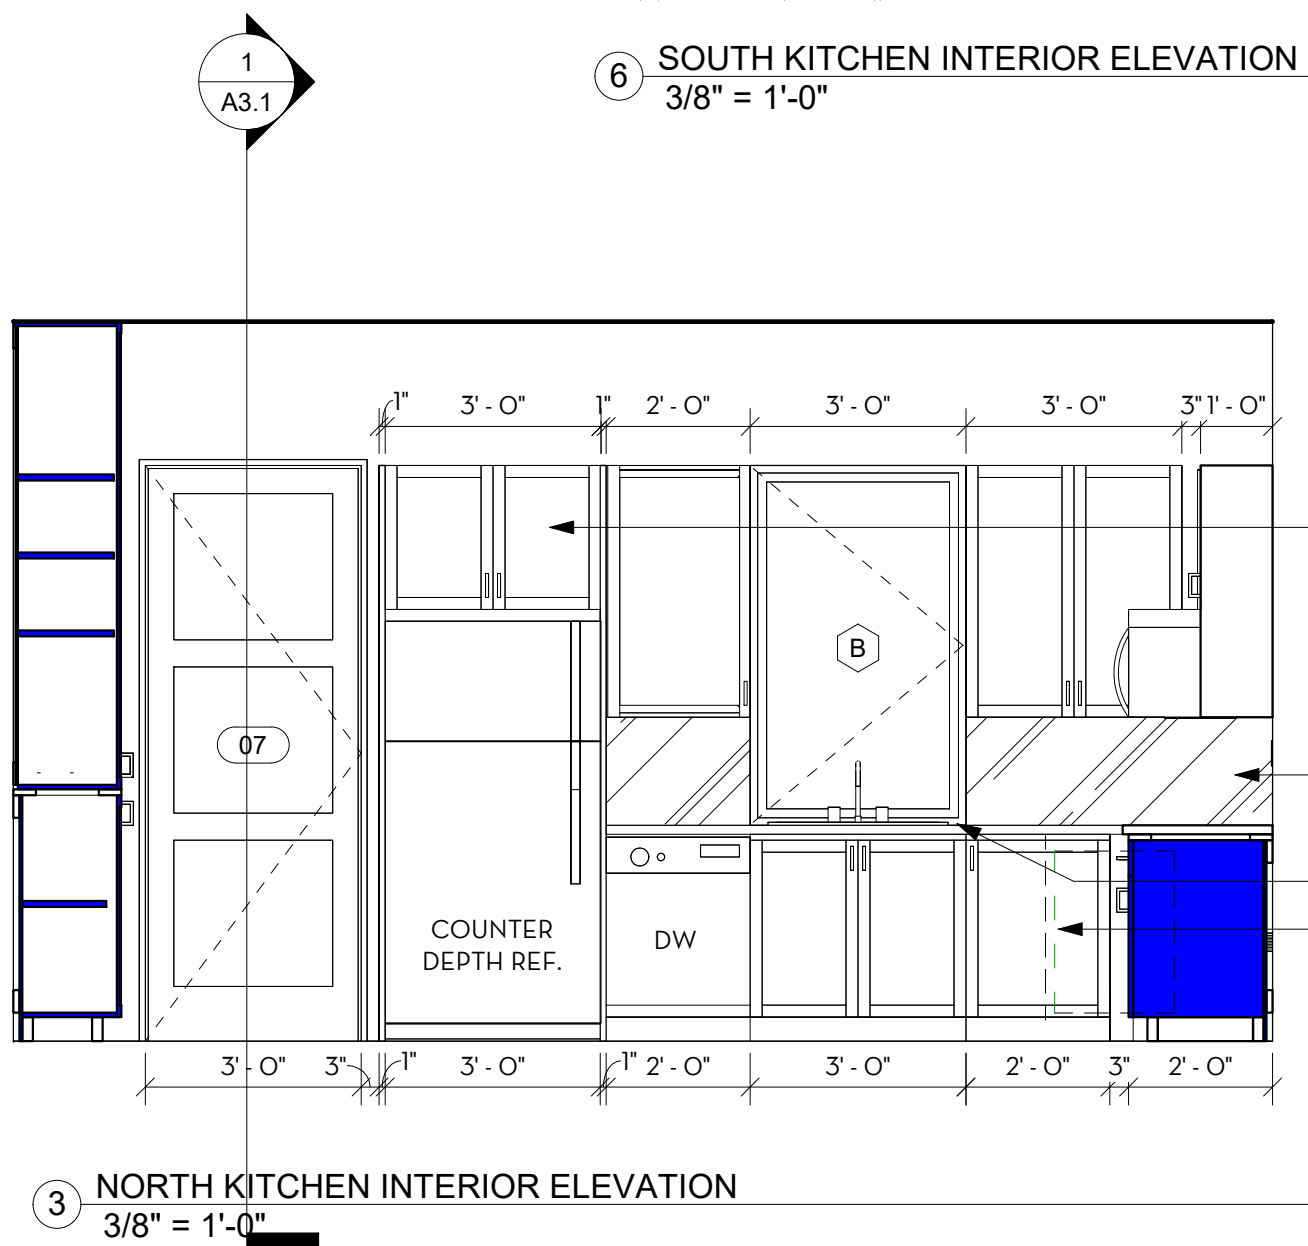 1
A3.1
6
SOUTH KITCHEN INTERIOR ELEVATION
3/8" = 1'-0"
1" 3' - 0" 1" 2' - 0" 3' - 0" 3' - 0" 3" 1' - 0"
B
07
COUNTER
DEPTH REF.
DW
3' - 0" 3" 1" 3' - 0" 1" 2' - 0" 3' - 0" 2' - 0" 3" 2' - 0"
3
NORTH KITCHEN INTERIOR ELEVATION
3/8" = 1'-0"